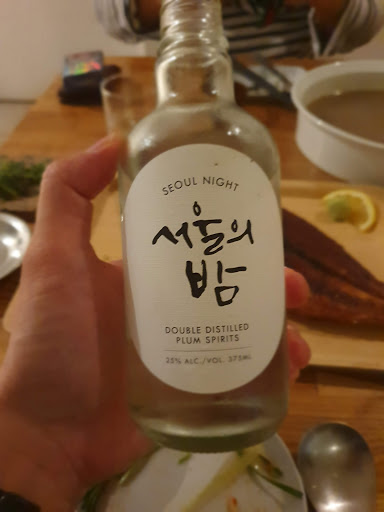 SEOUL NIGHT
서울의
밤
DOUBLE DISTILLED
PLUM SPIRITS
25% ALC./VOL. 375ML